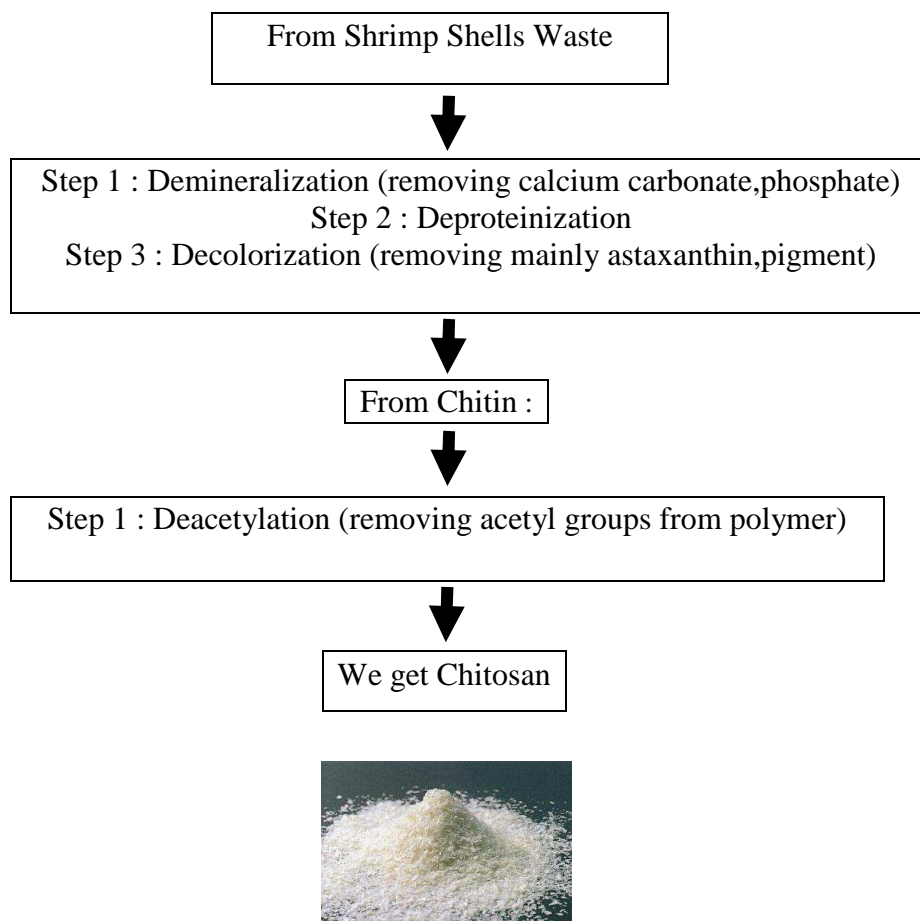 From Shrimp Shells Waste
Step 1 : Demineralization (removing calcium carbonate,phosphate)
Step 2 : Deproteinization
Step 3 : Decolorization (removing mainly astaxanthin,pigment)
From Chitin :
Step 1 : Deacetylation (removing acetyl groups from polymer)
We get Chitosan